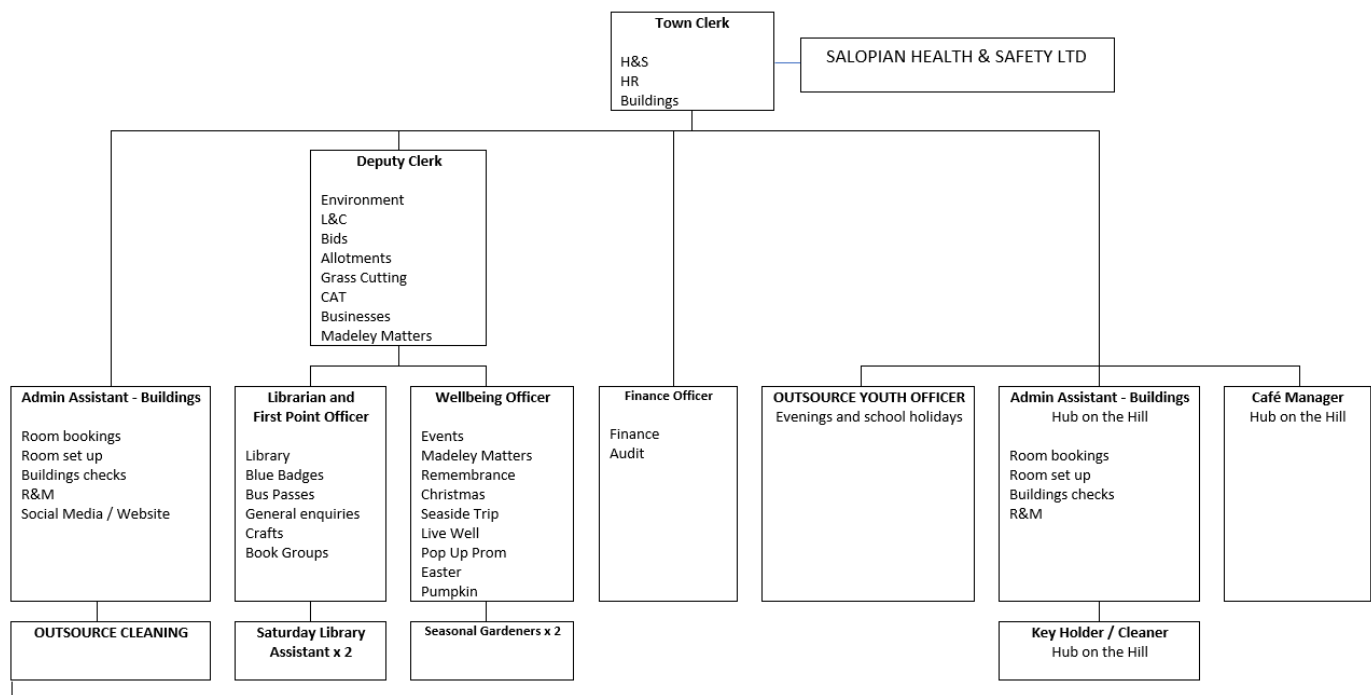 Town Clerk
H&S
HR
Buildings
SALOPIAN HEALTH & SAFETY LTD
Deputy Clerk
Environment
L&C
Bids
Allotments
Grass Cutting
CAT
Businesses
Madeley Matters
Admin Assistant - Buildings
Room bookings
Room set up
Buildings checks
R&M
Social Media / Website
Librarian and
First Point Officer
Library
Blue Badges
Bus Passes
General enquiries
Crafts
Book Groups
Wellbeing Officer
Events
Madeley Matters
Remembrance
Christmas
Seaside Trip
Live Well
Pop Up Prom
Easter
Pumpkin
Finance Officer
Finance
Audit
OUTSOURCE YOUTH OFFICER
Evenings and school holidays
Admin Assistant - Buildings
Hub on the Hill
Room bookings
Room set up
Buildings checks
R&M
Café Manager
Hub on the Hill
OUTSOURCE CLEANING
Saturday Library
Assistant x 2
Seasonal Gardeners x 2
Key Holder / Cleaner
Hub on the Hill